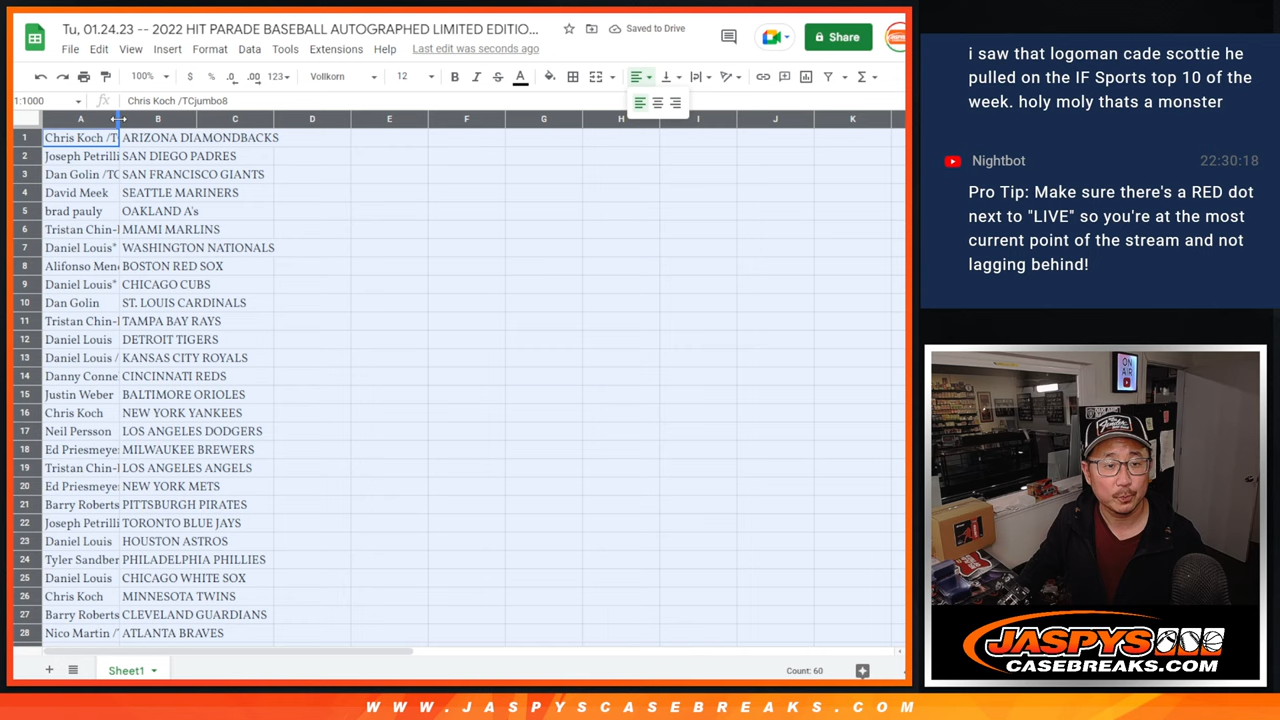 Tu, 01.24.23 -- 2022 HIT PARADE BASEBALL AUTOGRAPHED LIMITED EDITIO...
Saved to Drive
Share
File Edit View Insert Format Data Tools Extensions Help Last edit was seconds ago
100% $ % .0 .00 123 Vollkorn 12 B I S A
1:1000 fx Chris Koch /TCjumbo8
A B C D E F G H I J K
1 Chris Koch /T ARIZONA DIAMONDBACKS
2 Joseph Petrilli SAN DIEGO PADRES
3 Dan Golin /TC SAN FRANCISCO GIANTS
4 David Meek SEATTLE MARINERS
5 brad pauly OAKLAND A's
6 Tristan Chin- MIAMI MARLINS
7 Daniel Louis* WASHINGTON NATIONALS
8 Alifonso Men BOSTON RED SOX
9 Daniel Louis* CHICAGO CUBS
10 Dan Golin ST. LOUIS CARDINALS
11 Tristan Chin- TAMPA BAY RAYS
12 Daniel Louis DETROIT TIGERS
13 Daniel Louis / KANSAS CITY ROYALS
14 Danny Conne CINCINNATI REDS
15 Justin Weber BALTIMORE ORIOLES
16 Chris Koch NEW YORK YANKEES
17 Neil Persson LOS ANGELES DODGERS
18 Ed Priesmeye MILWAUKEE BREWERS
19 Tristan Chin- LOS ANGELES ANGELS
20 Ed Priesmeye NEW YORK METS
21 Barry Roberts PITTSBURGH PIRATES
22 Joseph Petrilli TORONTO BLUE JAYS
23 Daniel Louis HOUSTON ASTROS
24 Tyler Sandber PHILADELPHIA PHILLIES
25 Daniel Louis CHICAGO WHITE SOX
26 Chris Koch MINNESOTA TWINS
27 Barry Roberts CLEVELAND GUARDIANS
28 Nico Martin / ATLANTA BRAVES
Sheet1
Count: 60
i saw that logoman cade scottie he
pulled on the IF Sports top 10 of the
week. holy moly thats a monster
Nightbot 22:30:18
Pro Tip: Make sure there's a RED dot
next to "LIVE" so you're at the most
current point of the stream and not
lagging behind!
ON
AIR
Fender
JASPYS
CASEBREAKS.COM
WWW.JASPYSCASEBREAKS.COM